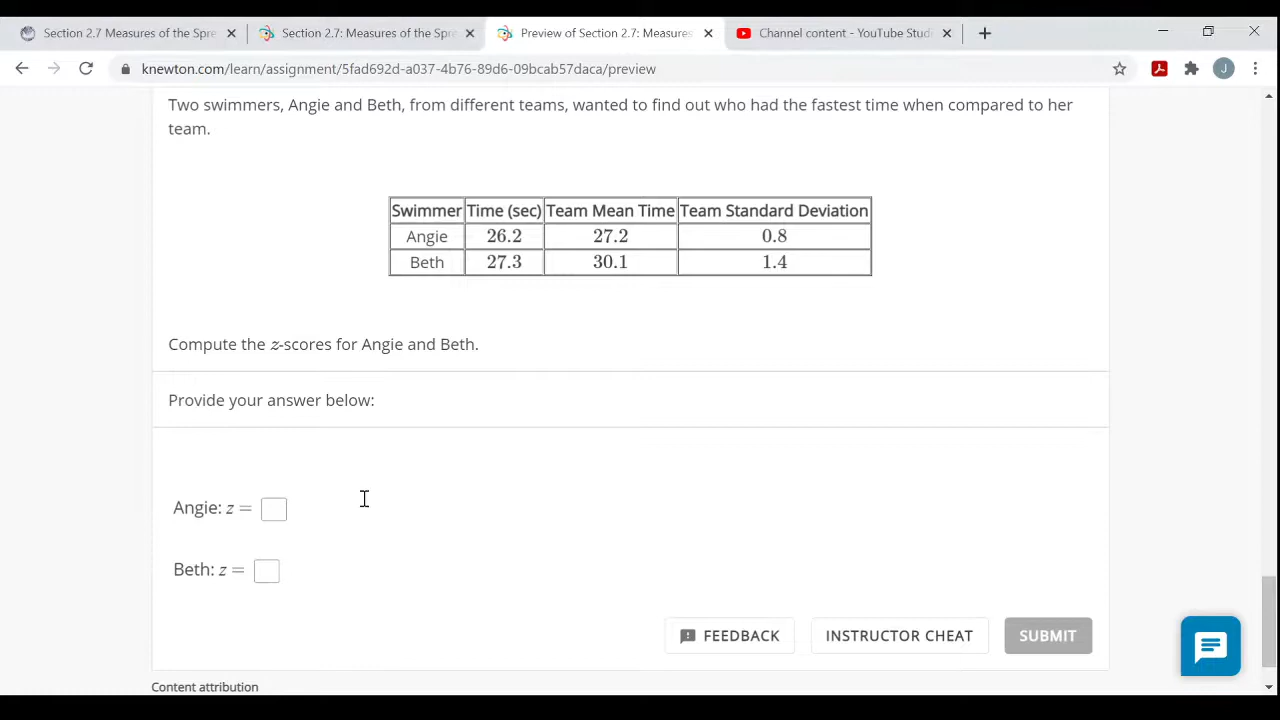 Section 2.7 Measures of the Spre
Section 2.7: Measures of the Spre
Preview of Section 2.7: Measures
Channel content - YouTube Stud
knewton.com/learn/assignment/5fad692d-a037-4b76-89d6-09bcab57daca/preview
J
Two swimmers, Angie and Beth, from different teams, wanted to find out who had the fastest time when compared to her
team.
Swimmer Time (sec) Team Mean Time Team Standard Deviation
Angie 26.2 27.2 0.8
Beth 27.3 30.1 1.4
Compute the z-scores for Angie and Beth.
Provide your answer below:
Angie: z =
Beth: z =
FEEDBACK INSTRUCTOR CHEAT SUBMIT
Content attribution